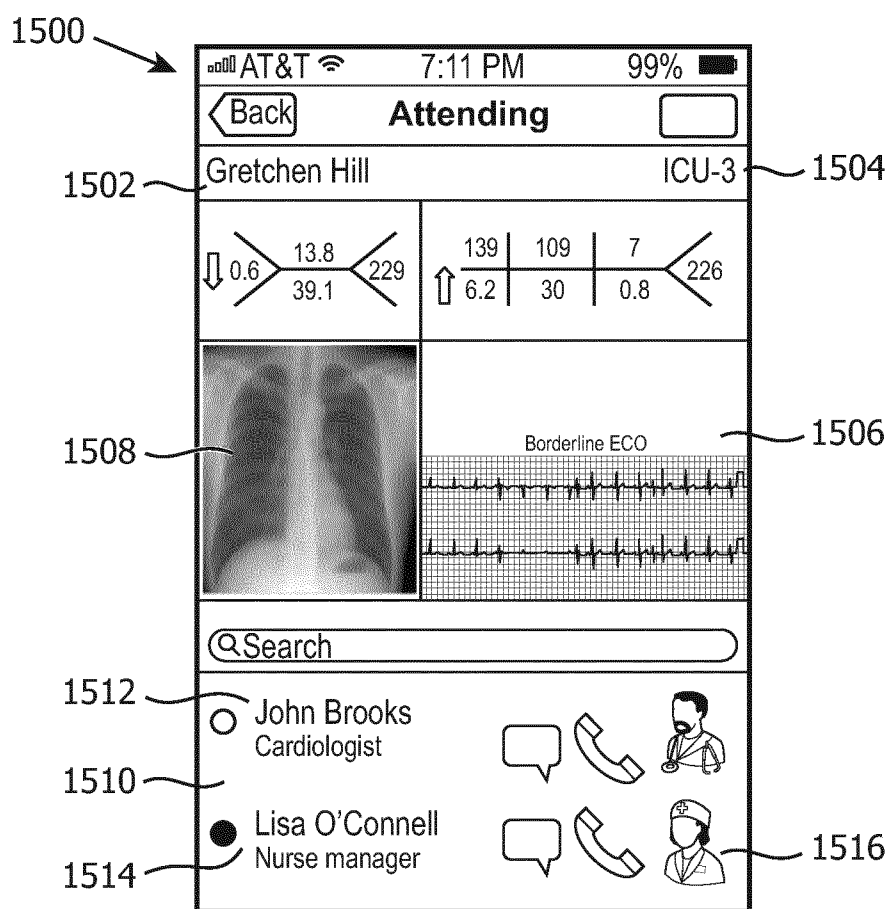 1500
AT&T 7:11 PM 99%
Back Attending
1502 Gretchen Hill ICU-3 1504
0.6 13.8 229
39.1
139 109 7 226
6.2 30 0.8
1508
Borderline ECO 1506
Search
1512 John Brooks
Cardiologist
1510
Lisa O'Connell
1514 Nurse manager 1516